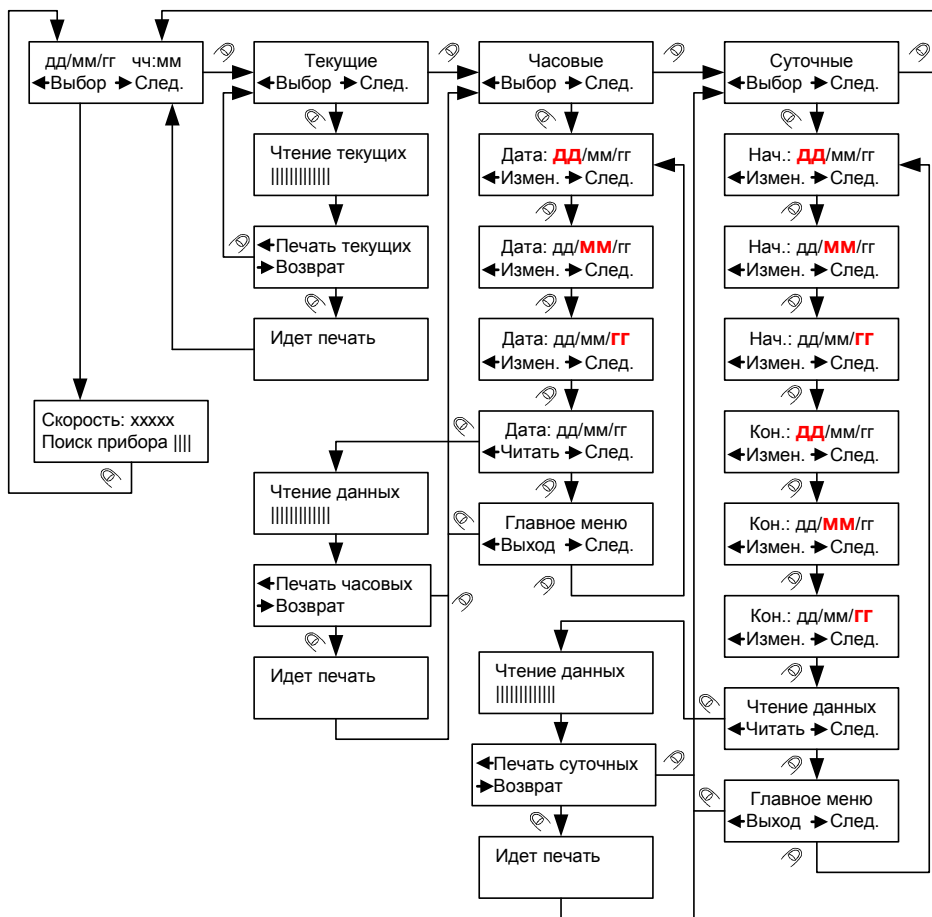 дд/мм/гг чч:мм
Выбор След.
Текущие
Выбор След.
Часовые
Выбор След.
Суточные
Выбор След.
Чтение текущих
|||||||||||||
Печать текущих
Возврат
Идет печать
Скорость: xxxxx
Поиск прибора ||||
Дата: ДД/мм/гг
Измен. След.
Дата: дд/ММ/гг
Измен. След.
Дата: дд/мм/ГГ
Измен. След.
Дата: дд/мм/гг
Читать След.
Главное меню
Выход След.
Чтение данных
|||||||||||||
Печать часовых
Возврат
Идет печать
Нач.: ДД/мм/гг
Измен. След.
Нач.: дд/ММ/гг
Измен. След.
Нач.: дд/мм/ГГ
Измен. След.
Кон.: ДД/мм/гг
Измен. След.
Кон.: дд/ММ/гг
Измен. След.
Кон.: дд/мм/ГГ
Измен. След.
Чтение данных
Читать След.
Главное меню
Выход След.
Чтение данных
|||||||||||||
Печать суточных
Возврат
Идет печать